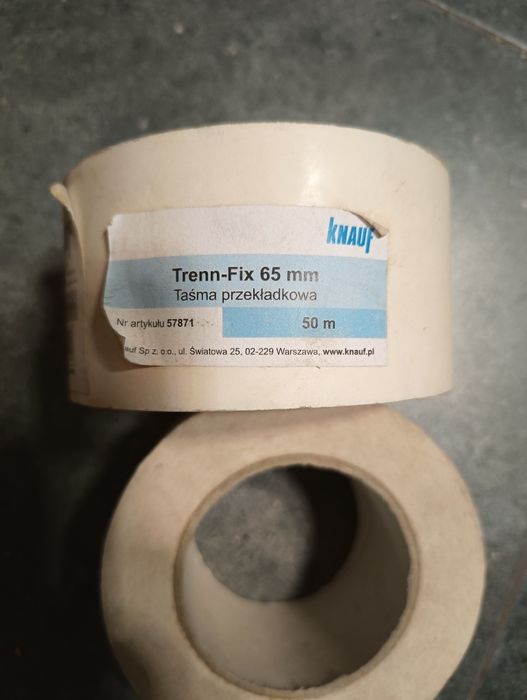 KNAUF
Trenn-Fix 65 mm
Taśma przekładkowa
Nr artykułu 57871 50 m
auf Sp z. o.o., ul. Światowa 25, 02-229 Warszawa, www.knauf.pl